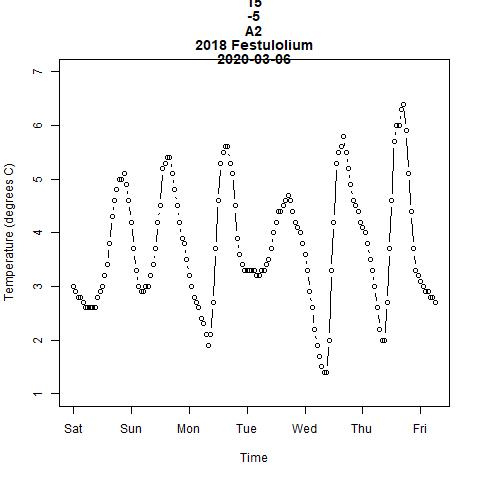 15
-5
A2
2018 Festulolium
2020-03-06
7
6
5
4
3
2
1
Temperature (degrees C)
Sat Sun Mon Tue Wed Thu Fri
Time